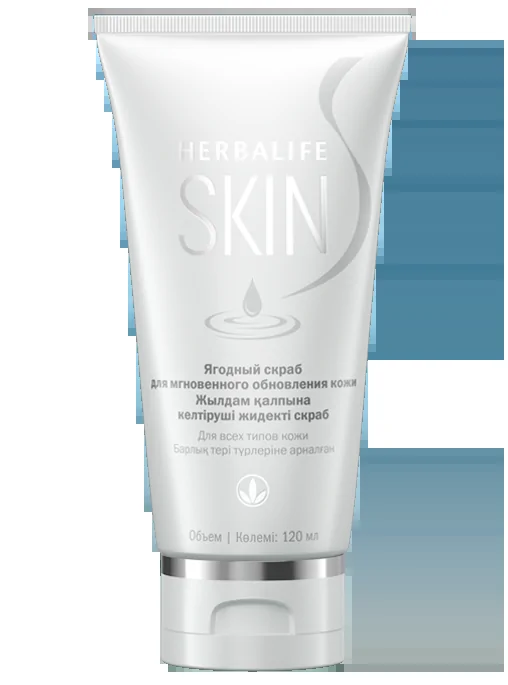 HERBALIFE
SKIN
Ягодный скраб
для мгновенного обновления кожи
Жылдам қалпына
келтіруші жидекті скраб
Для всех типов кожи
Барлық тері түрлеріне арналған
Объем | Көлемі: 120 мл